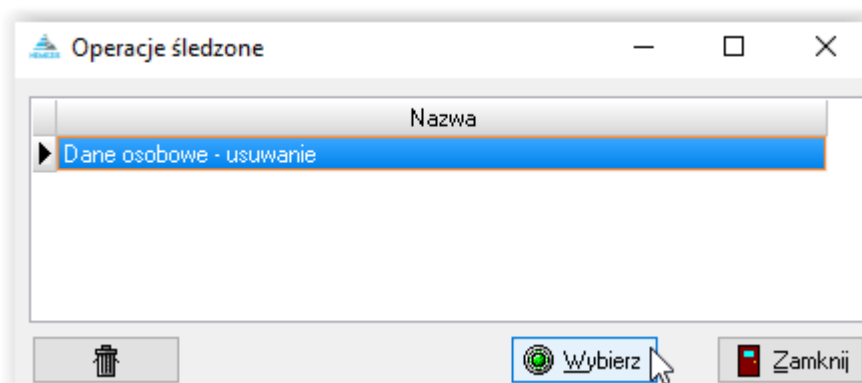 Operacje śledzone
Nazwa
Dane osobowe - usuwanie
Wybierz
Zamknij